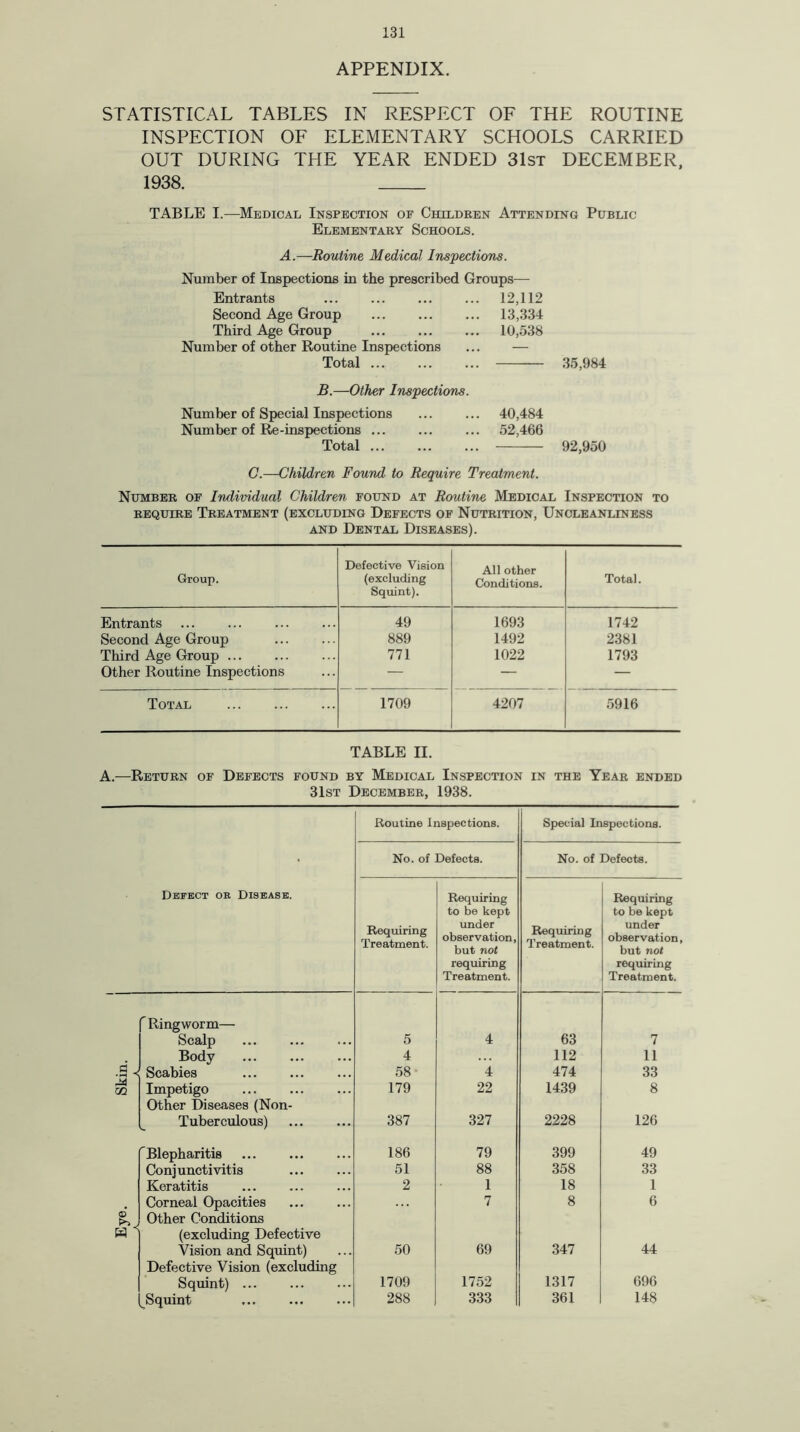 131
APPENDIX.
STATISTICAL TABLES IN RESPECT OF THE ROUTINE
INSPECTION OF ELEMENTARY SCHOOLS CARRIED
OUT DURING THE YEAR ENDED 31ST DECEMBER,
1938.
TABLE I.—MEDICAL INSPECTION OF CHILDREN ATTENDING PUBLIC
ELEMENTARY SCHOOLS.
A.—Routine Medical Inspections.
Number of Inspections in the prescribed Groups—
Entrants ... ... ... ... 12,112
Second Age Group ... ... ... 13,334
Third Age Group ... ... ... 10,538
Number of other Routine Inspections ... —
Total ... ... ... ——— 35,984
B.—Other Inspections.
Number of Special Inspections ... ... 40,484
Number of Re-inspections ... ... ... 52,466
Total ... ... ... ——— 92,950
C.—Children Found to Require Treatment.
NUMBER OF Individual Children FOUND AT Routine MEDICAL INSPECTION TO
REQUIRE TREATMENT (EXCLUDING DEFECTS OF NUTRITION, UNCLEANLINESS
AND DENTAL DISEASES).
Group. Defective Vision (excluding Squint). All other Conditions. Total.
Entrants ... ... ... ... 49 1693 1742
Second Age Group ... ... 889 1492 2381
Third Age Group ... ... ... 771 1022 1793
Other Routine Inspections ... — — —
TOTAL ... ... ... 1709 4207 5916
TABLE II.
A.—RETURN OF DEFECTS FOUND BY MEDICAL INSPECTION IN THE YEAR ENDED
31ST DECEMBER, 1938.
Routine Inspections. Special Inspections.
No. of Defects. No. of Defects.
DEFECT OR DISEASE. Requiring Treatment. Requiring to be kept under observation, but not requiring Treatment. Requiring Treatment. Requiring to be kept under observation, but not requiring Treatment.
Skin.
Ringworm—
Scalp ... ... ... 5 4 63 7
Body ... ... ... 4 ... 112 11
Scabies ... ... ... 58 4 474 33
Impetigo ... ... ... 179 22 1439 8
Other Diseases (Non-
Tuberculous) ... ... 387 327 2228 126
Eye.
Blepharitis ... ... ... 186 79 399 49
Conjunctivitis ... ... 51 88 358 33
Keratitis ... ... ... 2 1 18 1
Corneal Opacities ... ... ... 7 8 6
Other Conditions
(excluding Defective
Vision and Squint) ... 50 69 347 44
Defective Vision (excluding
Squint) ... ... ... 1709 1752 1317 696
Squint ... ... ... 288 333 361 148